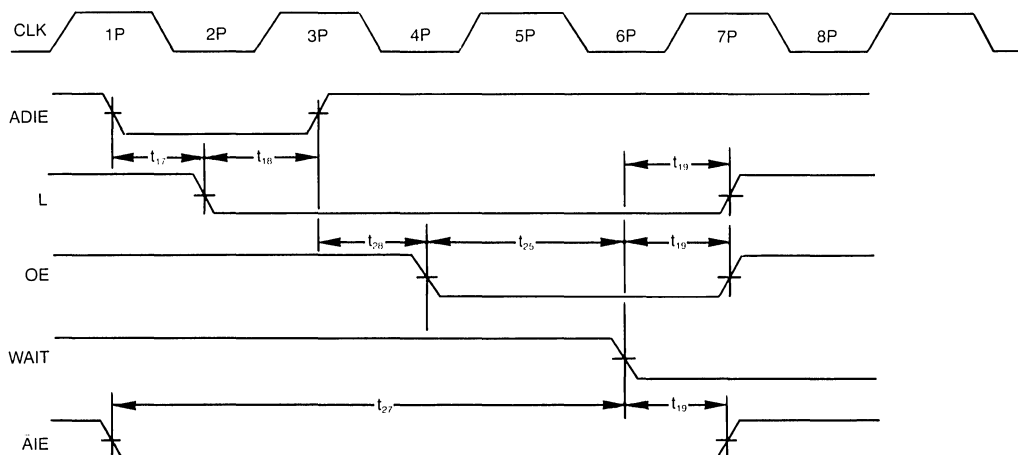 CLK 1P 2P 3P 4P 5P 6P 7P 8P
ADIE
t₁₇ t₁₈ t₁₉
L
t₂₈ t₂₅ t₁₉
OE
WAIT
t₂₇ t₁₉
ÄIE